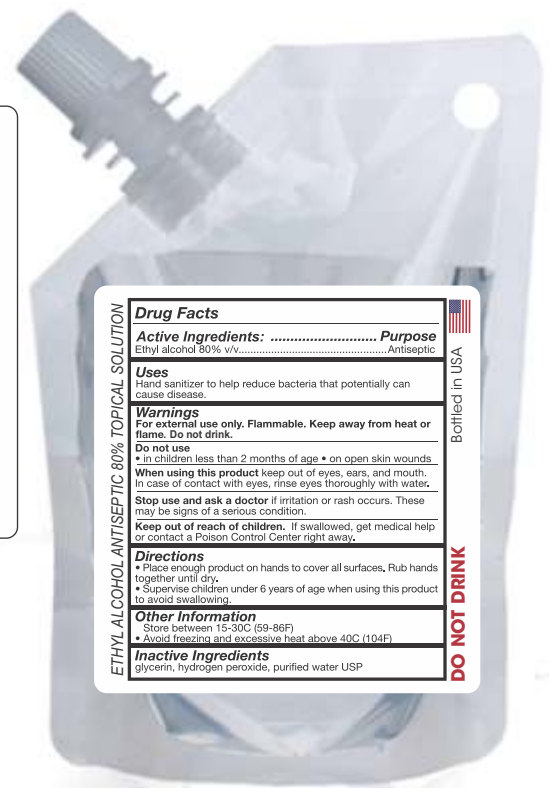 ETHYL ALCOHOL ANTISEPTIC 80% TOPICAL SOLUTION
Drug Facts
Active Ingredients: ........................... Purpose
Ethyl alcohol 80% v/v.................................................Antiseptic
Uses
Hand sanitizer to help reduce bacteria that potentially can
cause disease.
Warnings
For external use only. Flammable. Keep away from heat or
flame. Do not drink.
Do not use
• in children less than 2 months of age • on open skin wounds
When using this product keep out of eyes, ears, and mouth.
In case of contact with eyes, rinse eyes thoroughly with water.
Stop use and ask a doctor if irritation or rash occurs. These
may be signs of a serious condition.
Keep out of reach of children. If swallowed, get medical help
or contact a Poison Control Center right away.
Directions
• Place enough product on hands to cover all surfaces. Rub hands
together until dry.
• Supervise children under 6 years of age when using this product
to avoid swallowing.
Other Information
Store between 15-30C (59-86F)
• Avoid freezing and excessive heat above 40C (104F)
Inactive Ingredients
glycerin, hydrogen peroxide, purified water USP
Bottled in USA
DO NOT DRINK